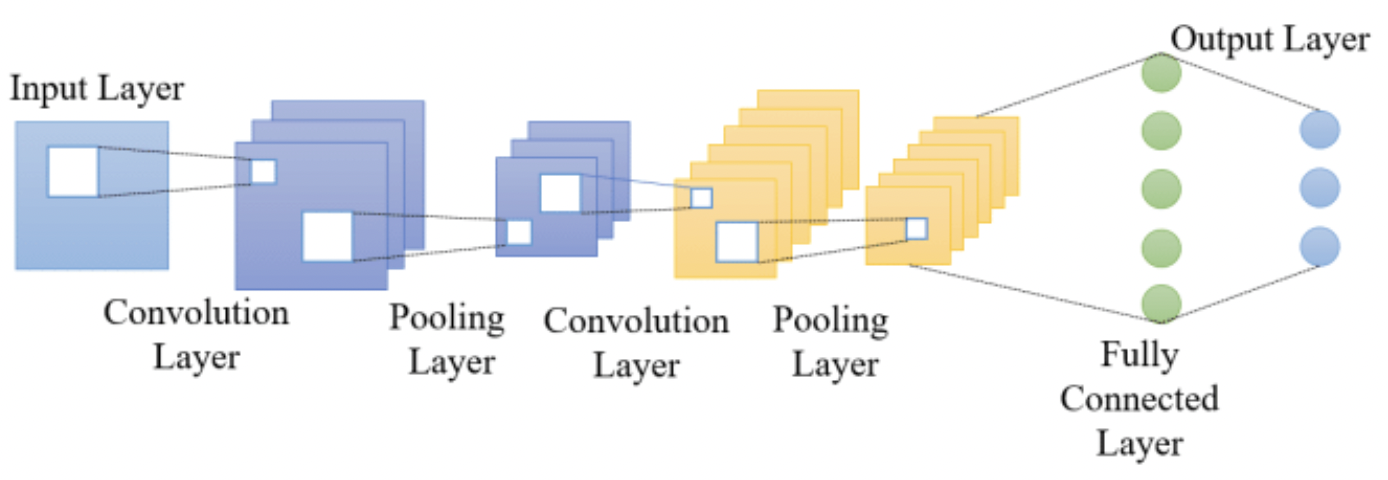 Input Layer
Output Layer
Convolution
Layer
Pooling
Layer
Convolution
Layer
Pooling
Layer
Fully
Connected
Layer